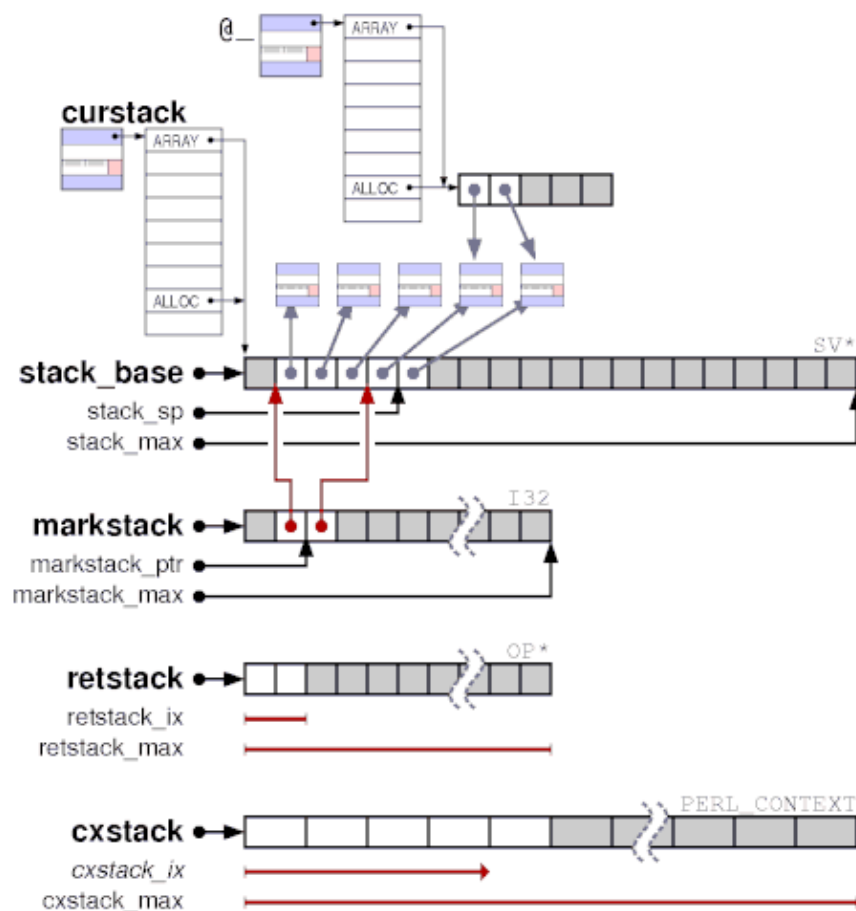 @_
ARRAY
curstack
ARRAY
ALLOC
ALLOC
SV*
stack_base
stack_sp
stack_max
I32
markstack
markstack_ptr
markstack_max
OP*
retstack
retstack_ix
retstack_max
PERL_CONTEXT
cxstack
cxstack_ix
cxstack_max